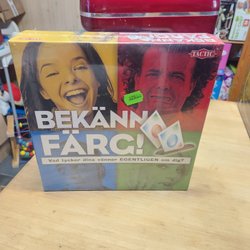 TACTIC
BEKÄNN
FÄRG!
Vad tycker dina vänner EGENTLIGEN om dig?